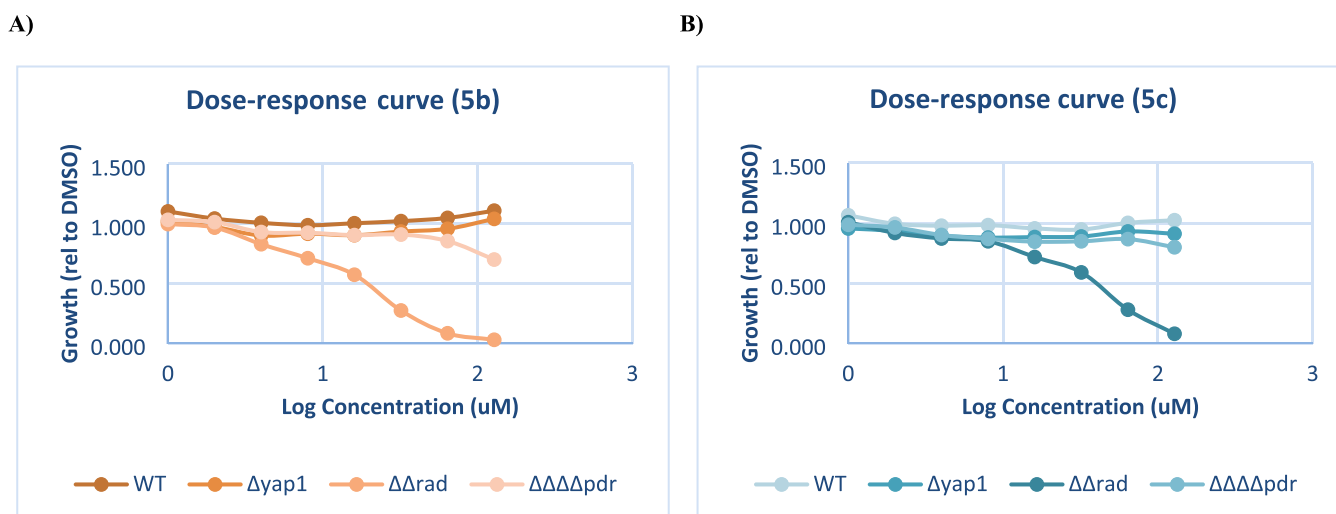 A)
B)
Dose-response curve (5b)
Growth (rel to DMSO)
1.500
1.000
0.500
0.000
0 1 2 3
Log Concentration (uM)
WT Δyap1 ΔΔrad ΔΔΔΔpdr
Dose-response curve (5c)
Growth (rel to DMSO)
1.500
1.000
0.500
0.000
0 1 2 3
Log Concentration (uM)
WT Δyap1 ΔΔrad ΔΔΔΔpdr